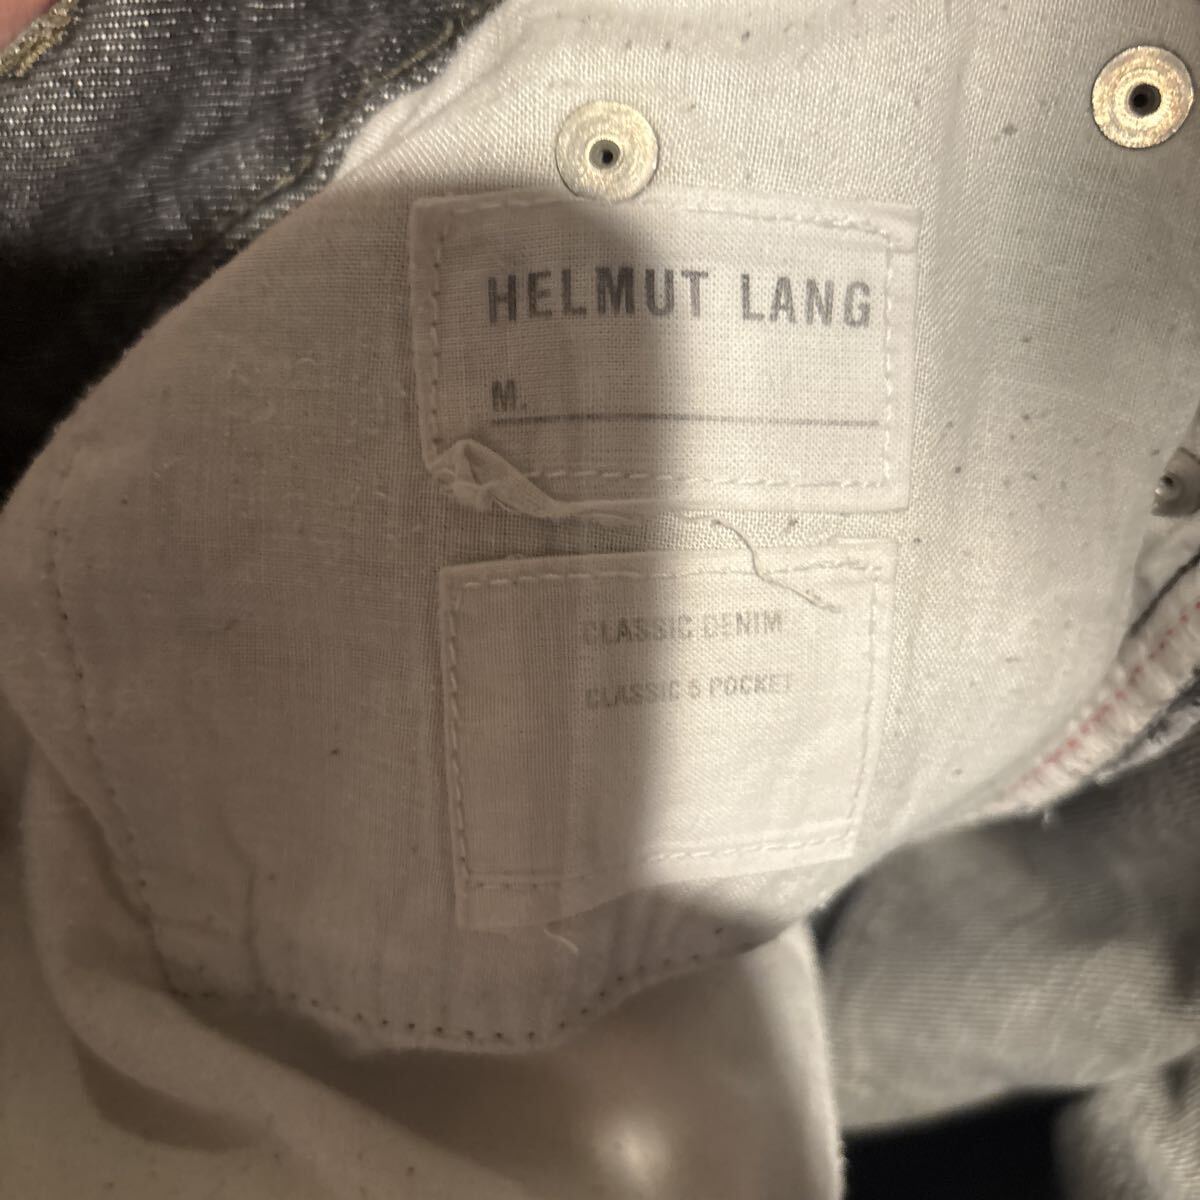 HELMUT LANG
M.
CLASSIC DENIM
CLASSIC 5 POCKET